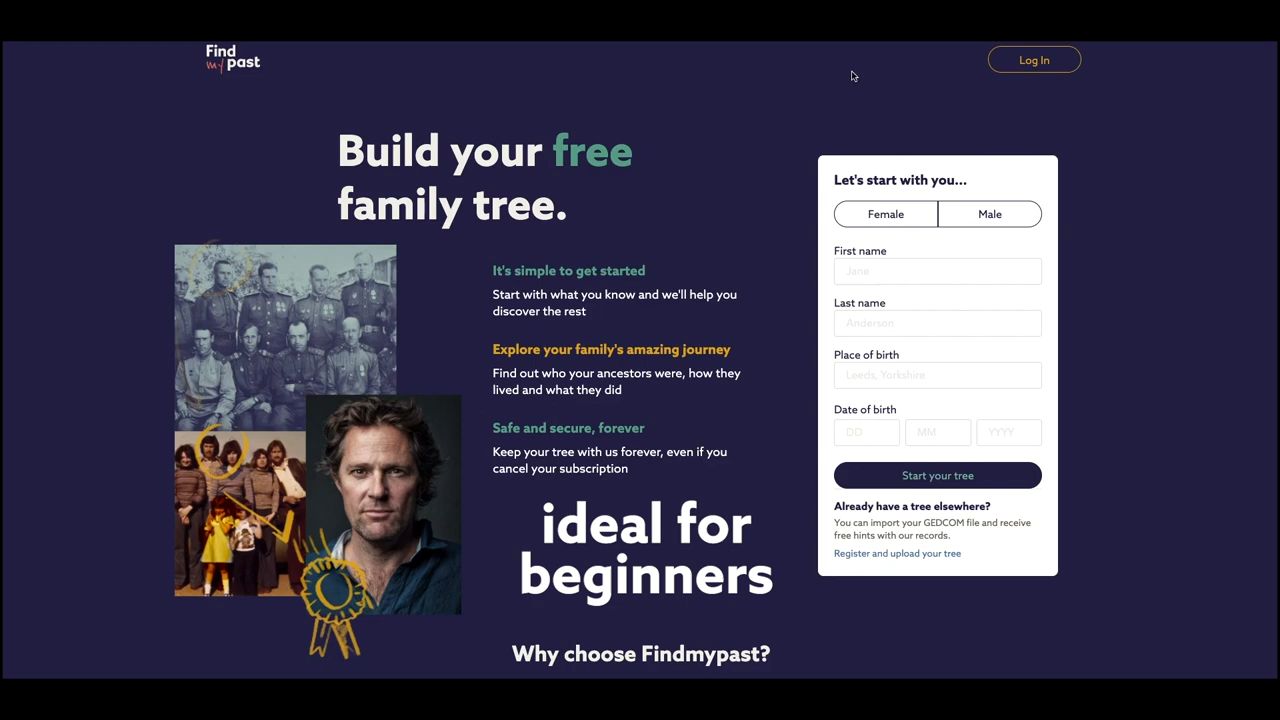 Find
my past
Log In
Build your free
family tree.
It's simple to get started
Start with what you know and we'll help you
discover the rest
Explore your family's amazing journey
Find out who your ancestors were, how they
lived and what they did
Safe and secure, forever
Keep your tree with us forever, even if you
cancel your subscription
ideal for
beginners
Why choose Findmypast?
Let's start with you...
Female
Male
First name
Jane
Last name
Anderson
Place of birth
Leeds, Yorkshire
Date of birth
DD
MM
YYYY
Start your tree
Already have a tree elsewhere?
You can import your GEDCOM file and receive
free hints with our records.
Register and upload your tree